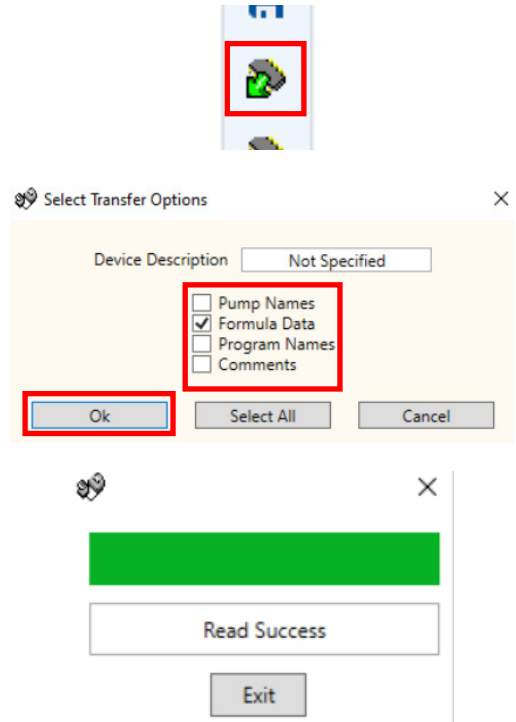 Select Transfer Options
Device Description Not Specified
Pump Names
Formula Data
Program Names
Comments
Ok Select All Cancel
Read Success
Exit